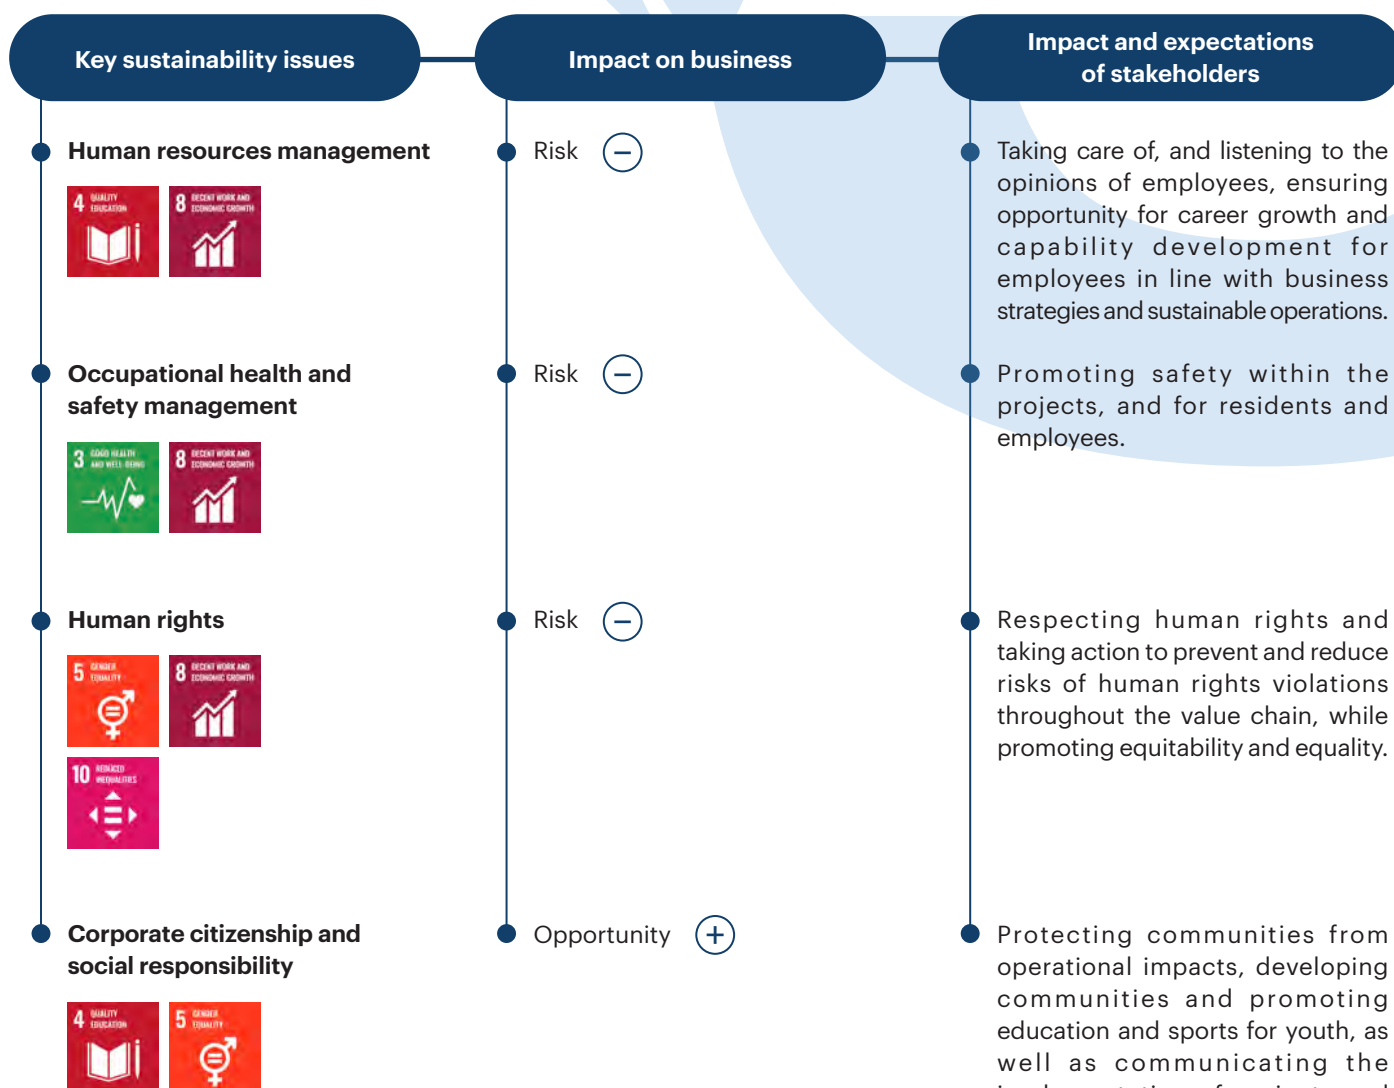 Key sustainability issues
Impact on business
Impact and expectations
of stakeholders
Human resources management
4 QUALITY
EDUCATION
8 DECENT WORK AND
ECONOMIC GROWTH
Risk
Taking care of, and listening to the
opinions of employees, ensuring
opportunity for career growth and
capability development for
employees in line with business
strategies and sustainable operations.
Occupational health and
safety management
3 GOOD HEALTH
AND WELL-BEING
8 DECENT WORK AND
ECONOMIC GROWTH
Risk
Promoting safety within the
projects, and for residents and
employees.
Human rights
5 GENDER
EQUALITY
8 DECENT WORK AND
ECONOMIC GROWTH
10 REDUCED
INEQUALITIES
Risk
Respecting human rights and
taking action to prevent and reduce
risks of human rights violations
throughout the value chain, while
promoting equitability and equality.
Corporate citizenship and
social responsibility
4 QUALITY
EDUCATION
5 GENDER
EQUALITY
Opportunity
Protecting communities from
operational impacts, developing
communities and promoting
education and sports for youth, as
well as communicating the